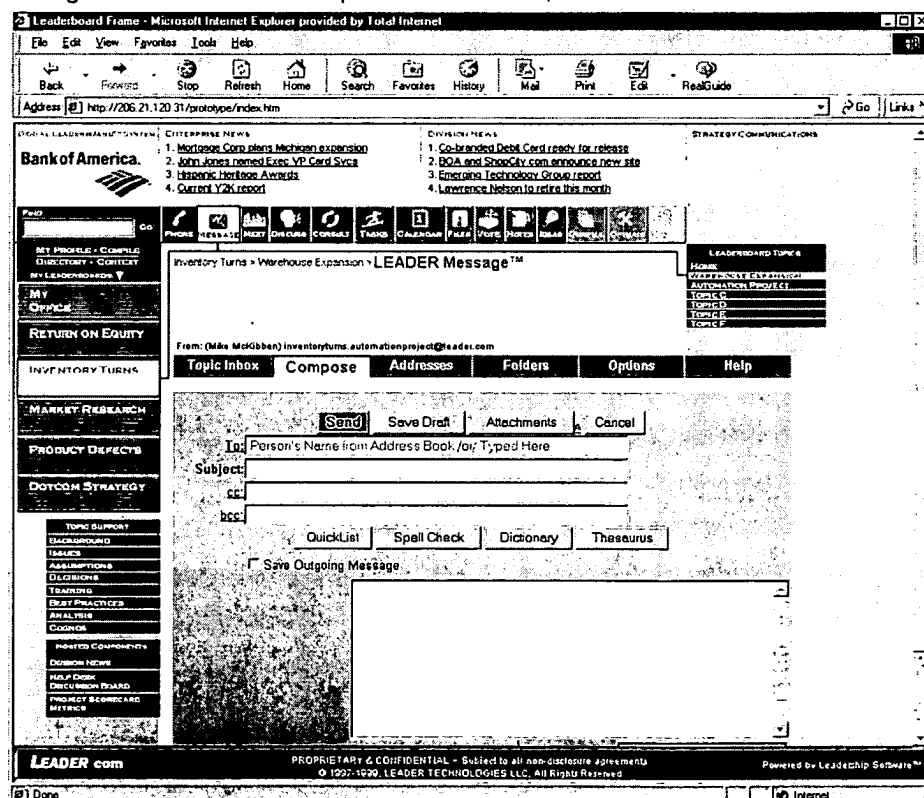 Leaderboard Frame - Microsoft Internet Explorer provided by Total Internet
File Edit View Favorites Tools Help
Back Forward Stop Refresh Home Search Favorites History Mail Print Edit RealGuide
Address http://206.21.120.31/prototype/index.htm Go Links
ENTERPRISE NEWS DIVISION NEWS STRATEGY COMMUNICATIONS
Bank of America.
1. Mortgage Corp plans Michigan expansion
2. John Jones named Exec VP Card Svcs
3. Hispanic Heritage Awards
4. Current Y2K report
1. Co-branded Debit Card ready for release
2. BOA and ShopCity.com announce new site
3. Emerging Technology Group report
4. Lawrence Nelson to retire this month
FIND
GO
PHONE MESSAGE MEET DISCUSS CONSULT TASKS CALENDAR FILES VOTE NOTES IDEAS
MY PROFILE - COMPILE
DIRECTORY - CONTEXT
MY LEADERBOARDS
MY
OFFICE
RETURN ON EQUITY
INVENTORY TURNS
MARKET RESEARCH
PRODUCT DEFECTS
DOTCOM STRATEGY
TOPIC SUPPORT
BACKGROUND
ISSUES
ASSUMPTIONS
DECISIONS
TRAINING
BEST PRACTICES
ANALYSIS
COGNOS
HOSTED COMPONENTS
DIVISION NEWS
HELP DESK
DISCUSSION BOARD
PROJECT SCORECARD
METRICS
Inventory Turns > Warehouse Expansion > LEADER Message™
LEADERBOARD TOPICS
HOME
WAREHOUSE EXPANSION
AUTOMATION PROJECT
TOPIC C
TOPIC D
TOPIC E
TOPIC F
From: (Mike McKibben) inventoryturns.automationproject@leader.com
Topic Inbox Compose Addresses Folders Options Help
Send Save Draft Attachments Cancel
To: Person's Name from Address Book /or/ Typed Here
Subject:
cc:
bcc:
QuickList Spell Check Dictionary Thesaurus
Save Outgoing Message
LEADER com
PROPRIETARY & CONFIDENTIAL - Subject to all non-disclosure agreements
© 1997-1999, LEADER TECHNOLOGIES LLC, All Rights Reserved
Powered by Leadership Software™
Done Internet